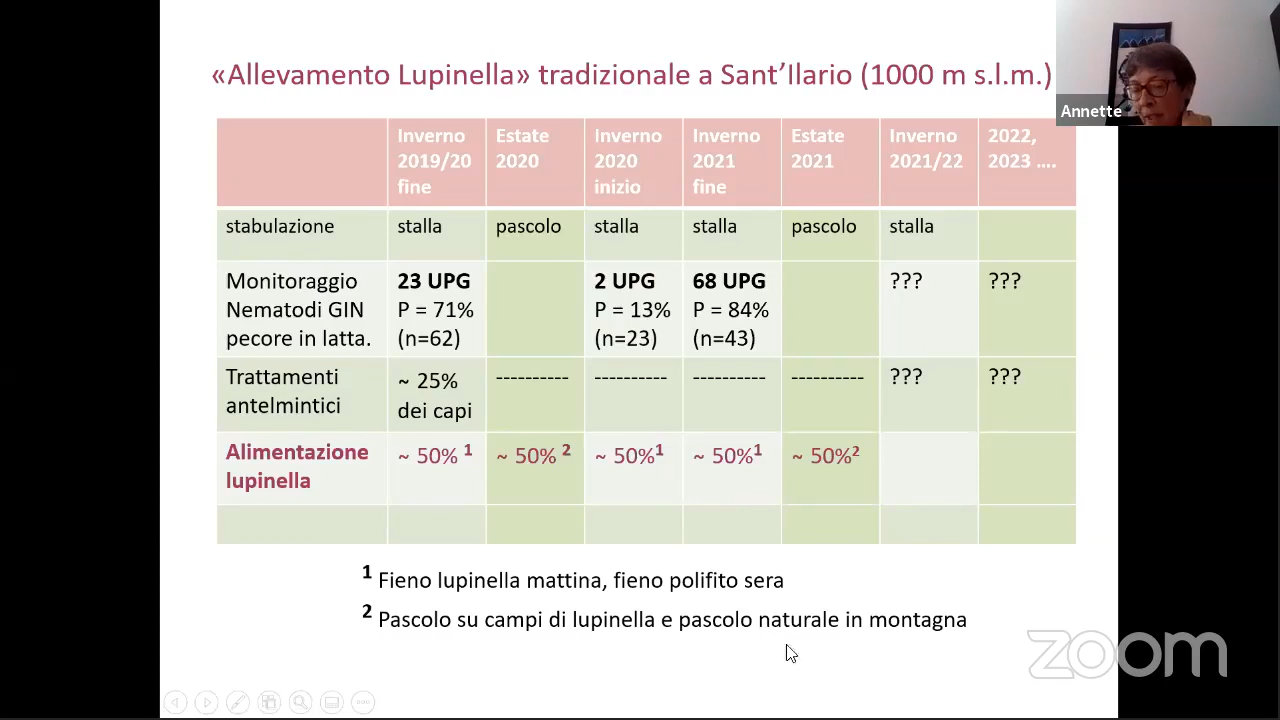 «Allevamento Lupinella» tradizionale a Sant’Ilario (1000 m s.l.m.)
Annette
Inverno 2019/20 fine
Estate 2020
Inverno 2020 inizio
Inverno 2021 fine
Estate 2021
Inverno 2021/22
2022, 2023 ....
stabulazione
stalla
pascolo
stalla
stalla
pascolo
stalla
Monitoraggio Nematodi GIN pecore in latta.
23 UPG P = 71% (n=62)
2 UPG P = 13% (n=23)
68 UPG P = 84% (n=43)
???
???
Trattamenti antelmintici
~ 25% dei capi
----------
----------
----------
----------
???
???
Alimentazione lupinella
~ 50% 1
~ 50% 2
~ 50%1
~ 50%1
~ 50%2
1 Fieno lupinella mattina, fieno polifito sera
2 Pascolo su campi di lupinella e pascolo naturale in montagna
zoom